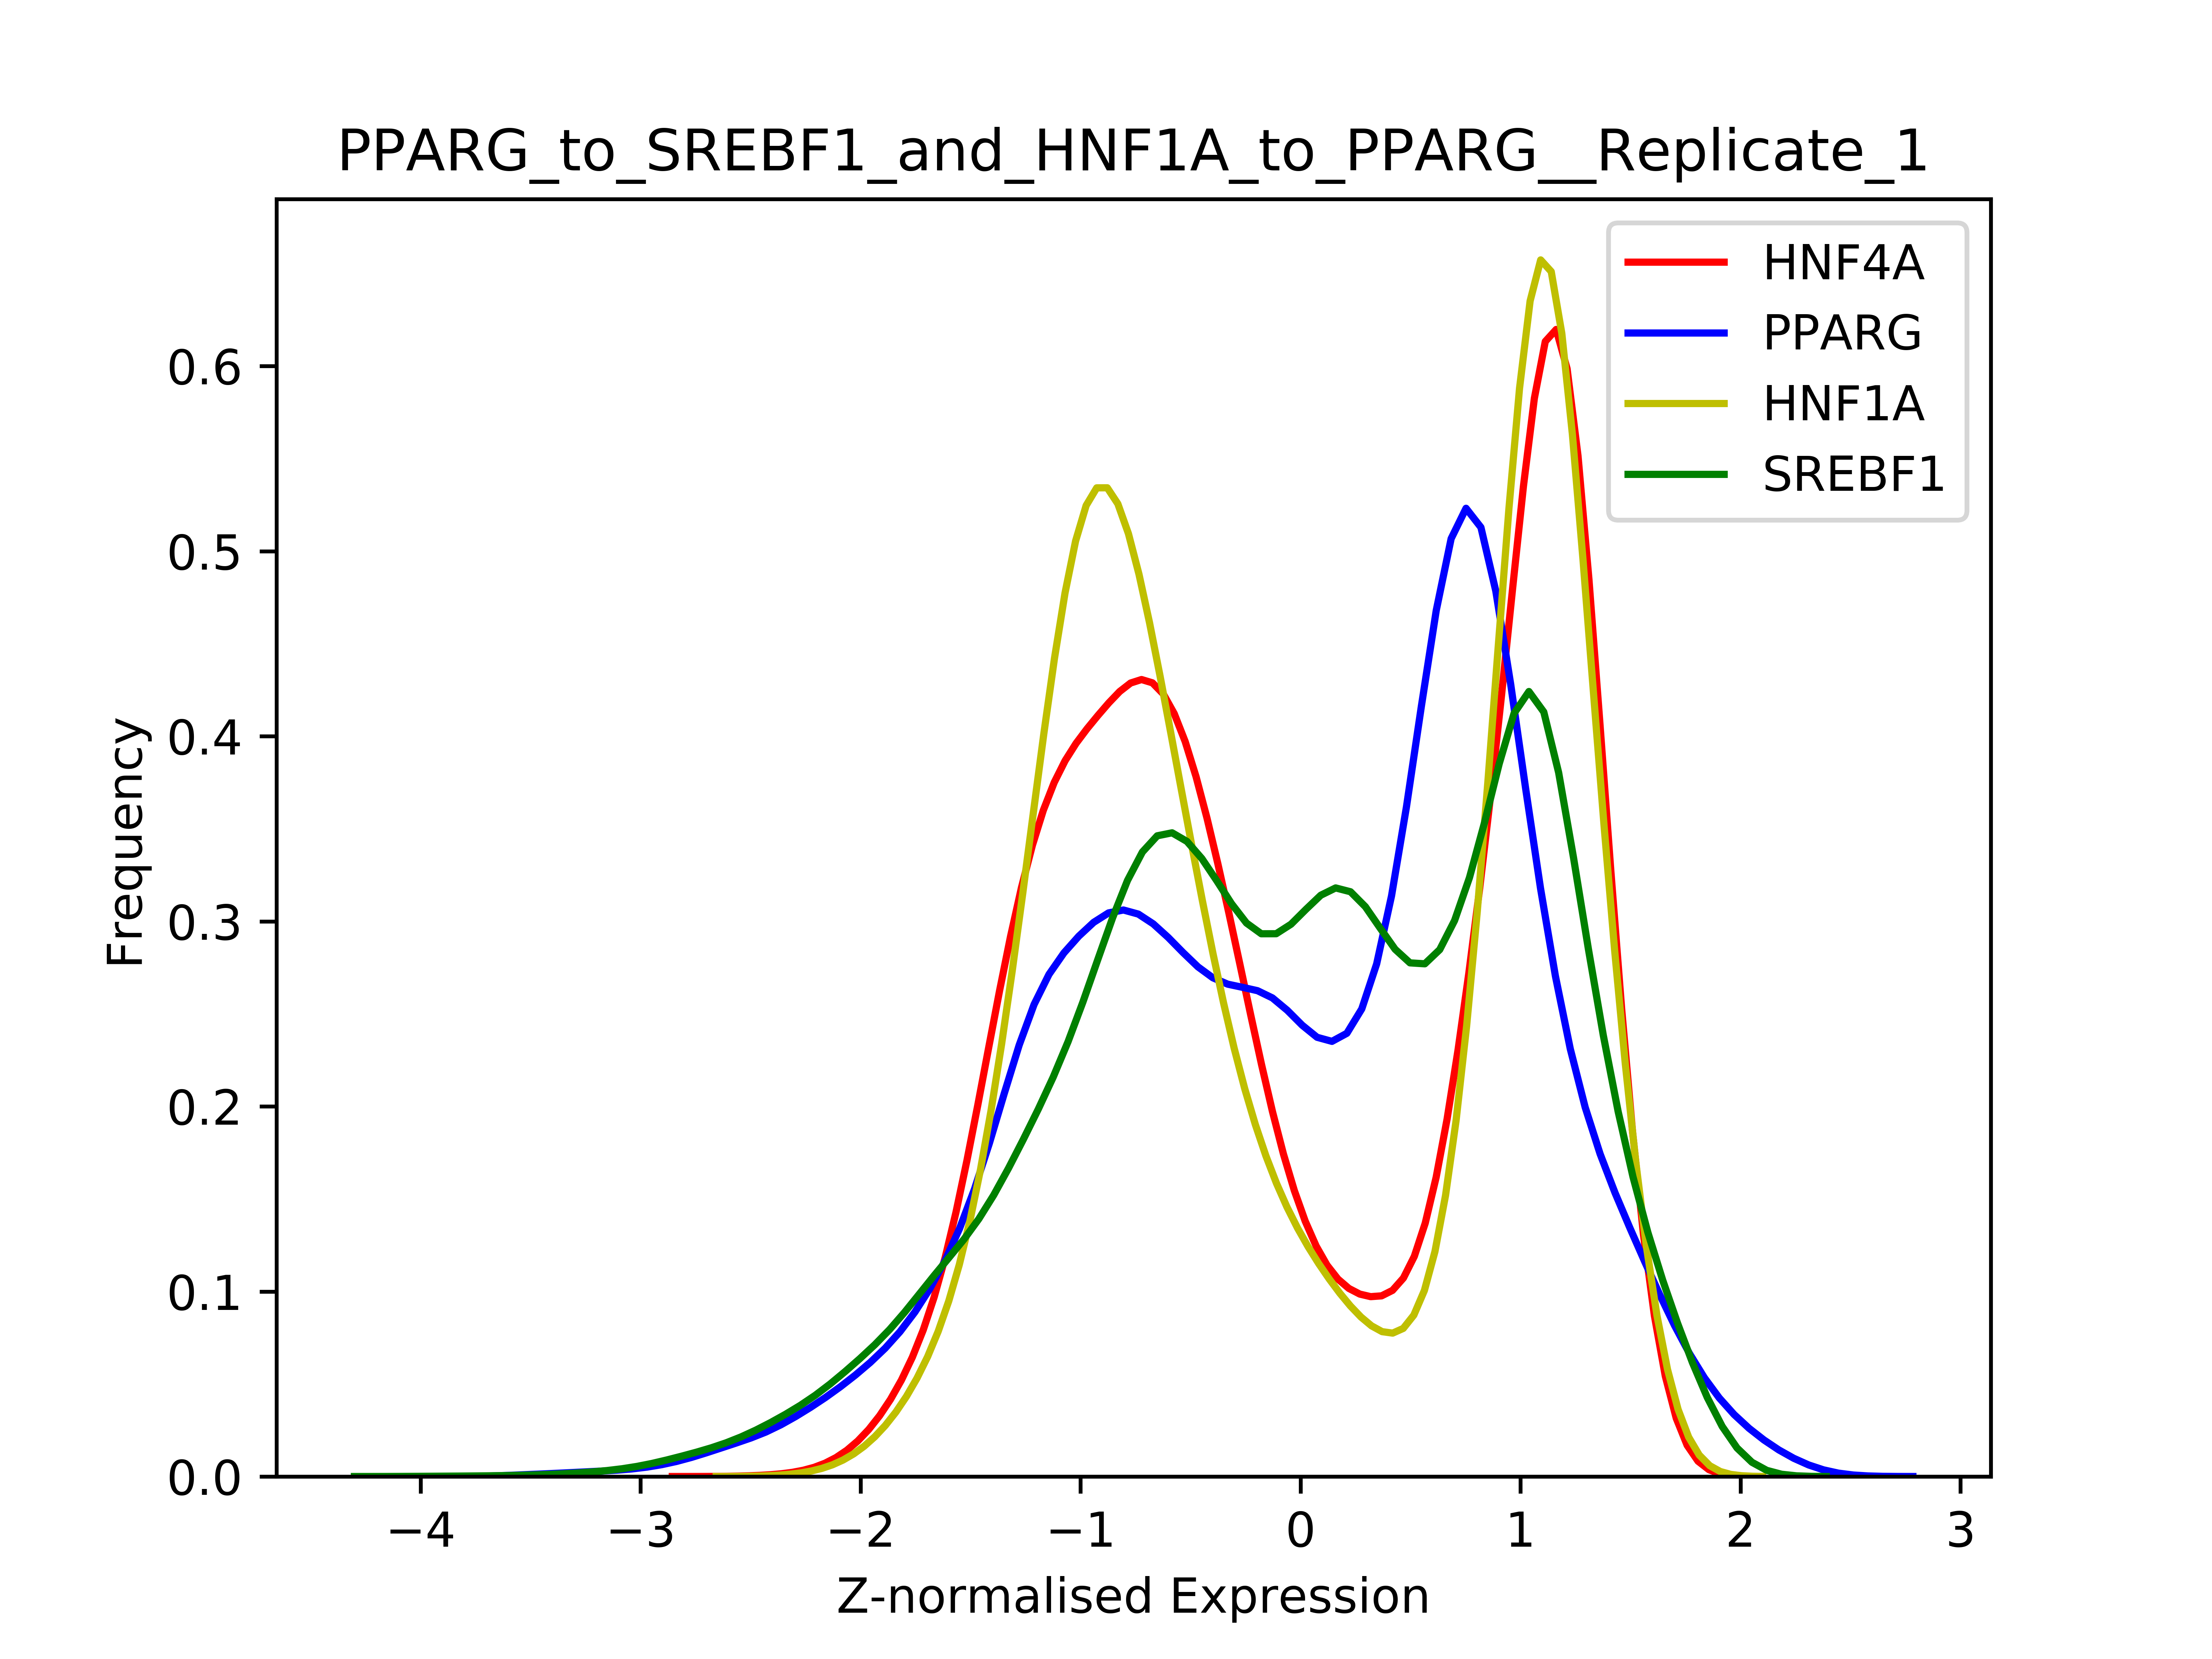 PPARG_to_SREBF1_and_HNF1A_to_PPARG__Replicate_1
HNF4A
PPARG
HNF1A
SREBF1
Frequency
0.6
0.5
0.4
0.3
0.2
0.1
0.0
−4 −3 −2 −1 0 1 2 3
Z-normalised Expression